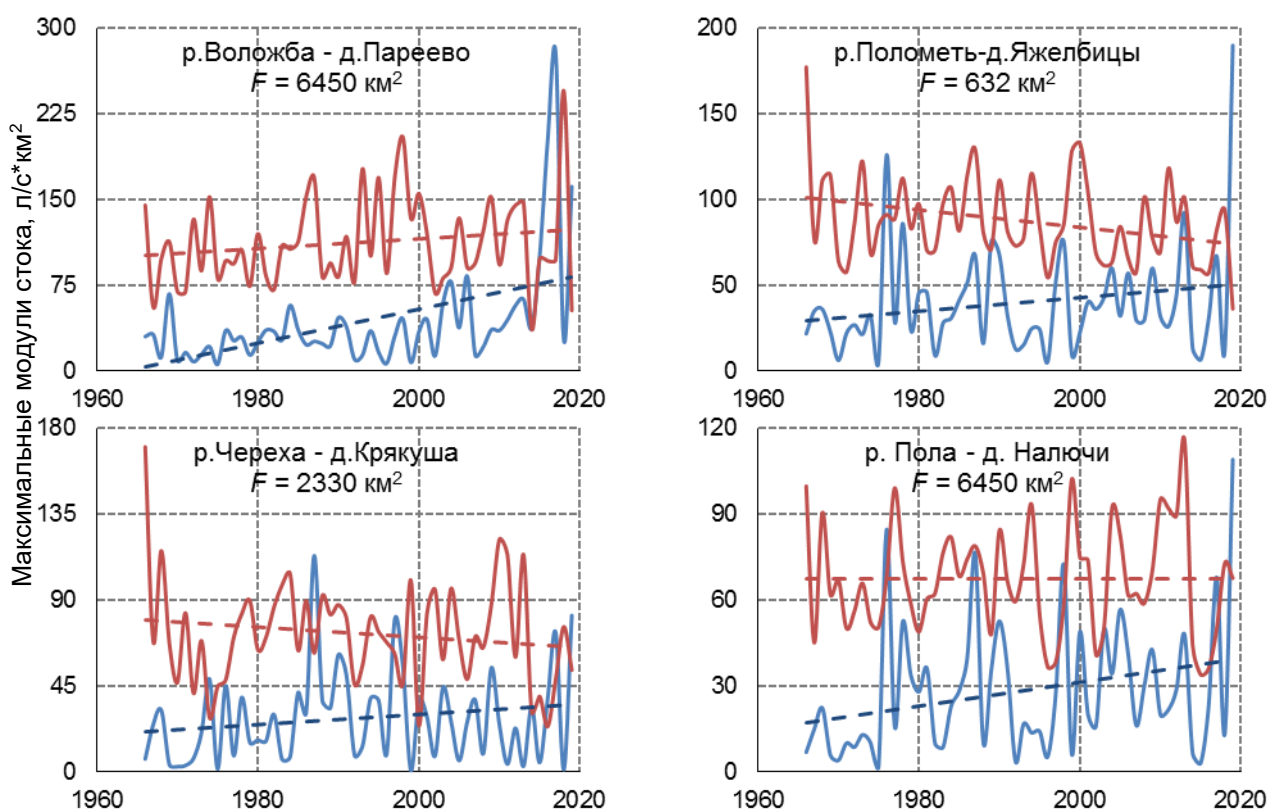 Максимальные модули стока, л/с*км²
р.Воложба - д.Пареево
F = 6450 км²
300
225
150
75
0
1960 1980 2000 2020
р.Полометь-д.Яжелбицы
F = 632 км²
200
150
100
50
0
1960 1980 2000 2020
р.Череха - д.Крякуша
F = 2330 км²
180
135
90
45
0
1960 1980 2000 2020
р. Пола - д. Налючи
F = 6450 км²
120
90
60
30
0
1960 1980 2000 2020